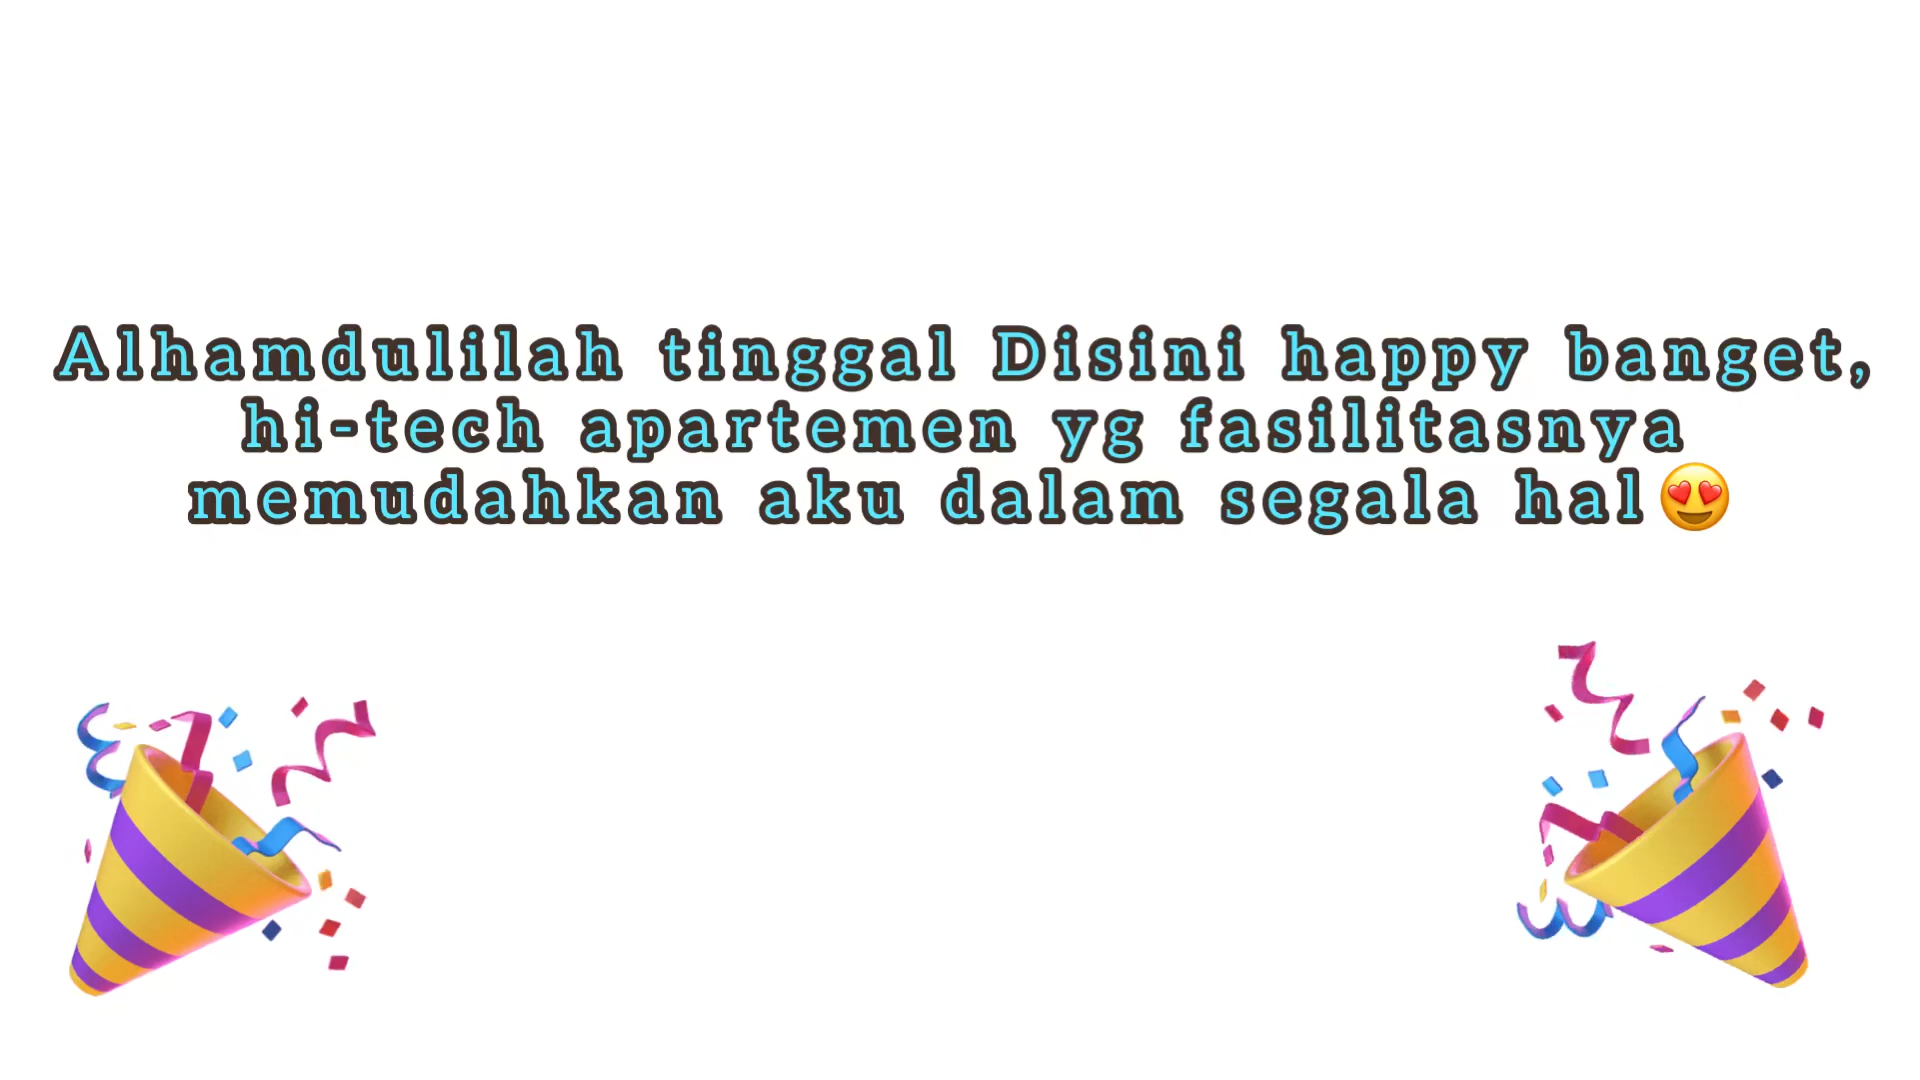 Alhamdulilah tinggal Disini happy banget,
hi-tech apartemen yg fasilitasnya
memudahkan aku dalam segala hal😍